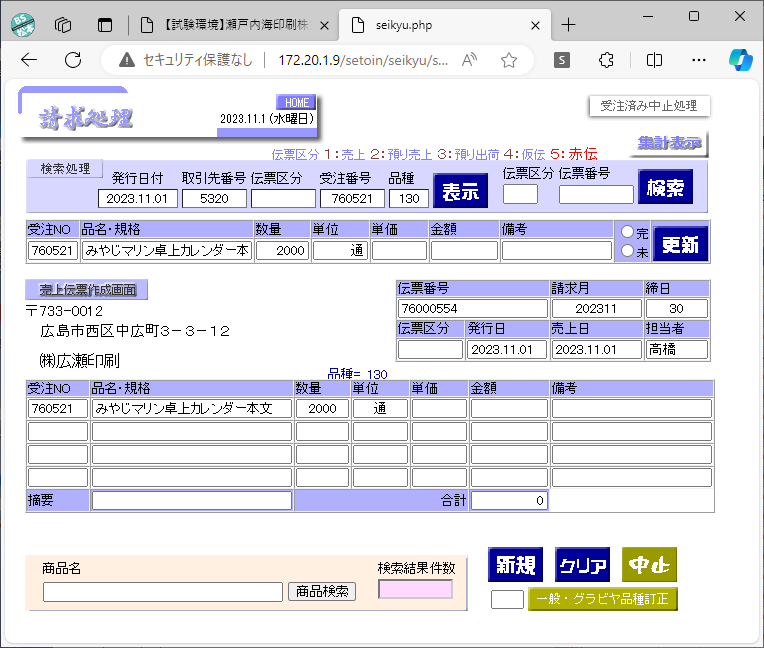 【試験環境】瀬戸内海印刷株
seikyu.php
セキュリティ保護なし
172.20.1.9/setoin/seikyu/s...
請求処理
HOME
2023.11.1 (水曜日)
受注済み中止処理
集計表示
伝票区分 1:売上 2:預り売上 3:預り出荷 4:仮伝 5:赤伝
検索処理
発行日付 取引先番号 伝票区分 受注番号 品種 伝票区分 伝票番号
2023.11.01 5320 760521 130 表示 検索
受注NO 品名・規格 数量 単位 単価 金額 備考
760521 みやじマリン卓上カレンダー本 2000 通 完 未 更新
売上伝票作成画面
〒733-0012
広島市西区中広町3-3-12
㈱広瀬印刷
伝票番号 請求月 締日
76000554 202311 30
伝票区分 発行日 売上日 担当者
2023.11.01 2023.11.01 高橋
品種= 130
受注NO 品名・規格 数量 単位 単価 金額 備考
760521 みやじマリン卓上カレンダー本文 2000 通
摘要 合計 0
商品名 検索結果件数
商品検索
新規 クリア 中止
一般・グラビヤ品種訂正